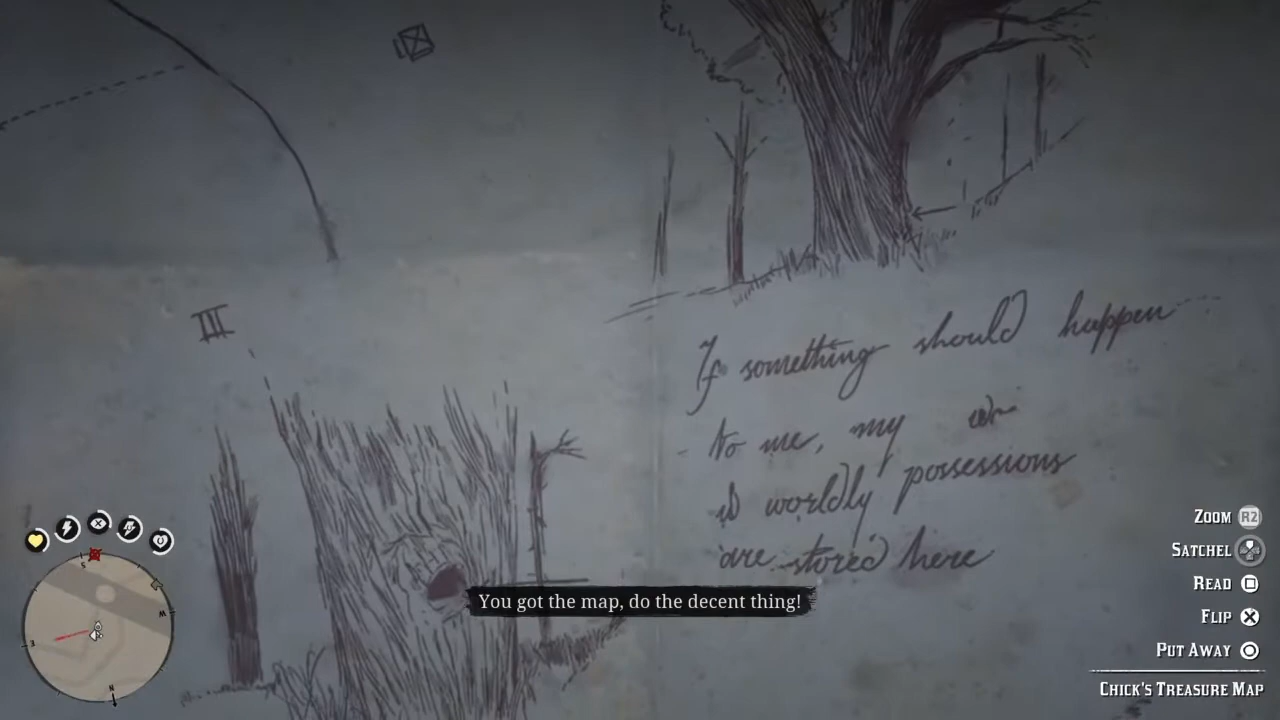 III
If something should happen
to me, my wr
d worldly possessions
are stored here
You got the map, do the decent thing!
ZOOM R2
SATCHEL
READ
FLIP
PUT AWAY
CHICK'S TREASURE MAP